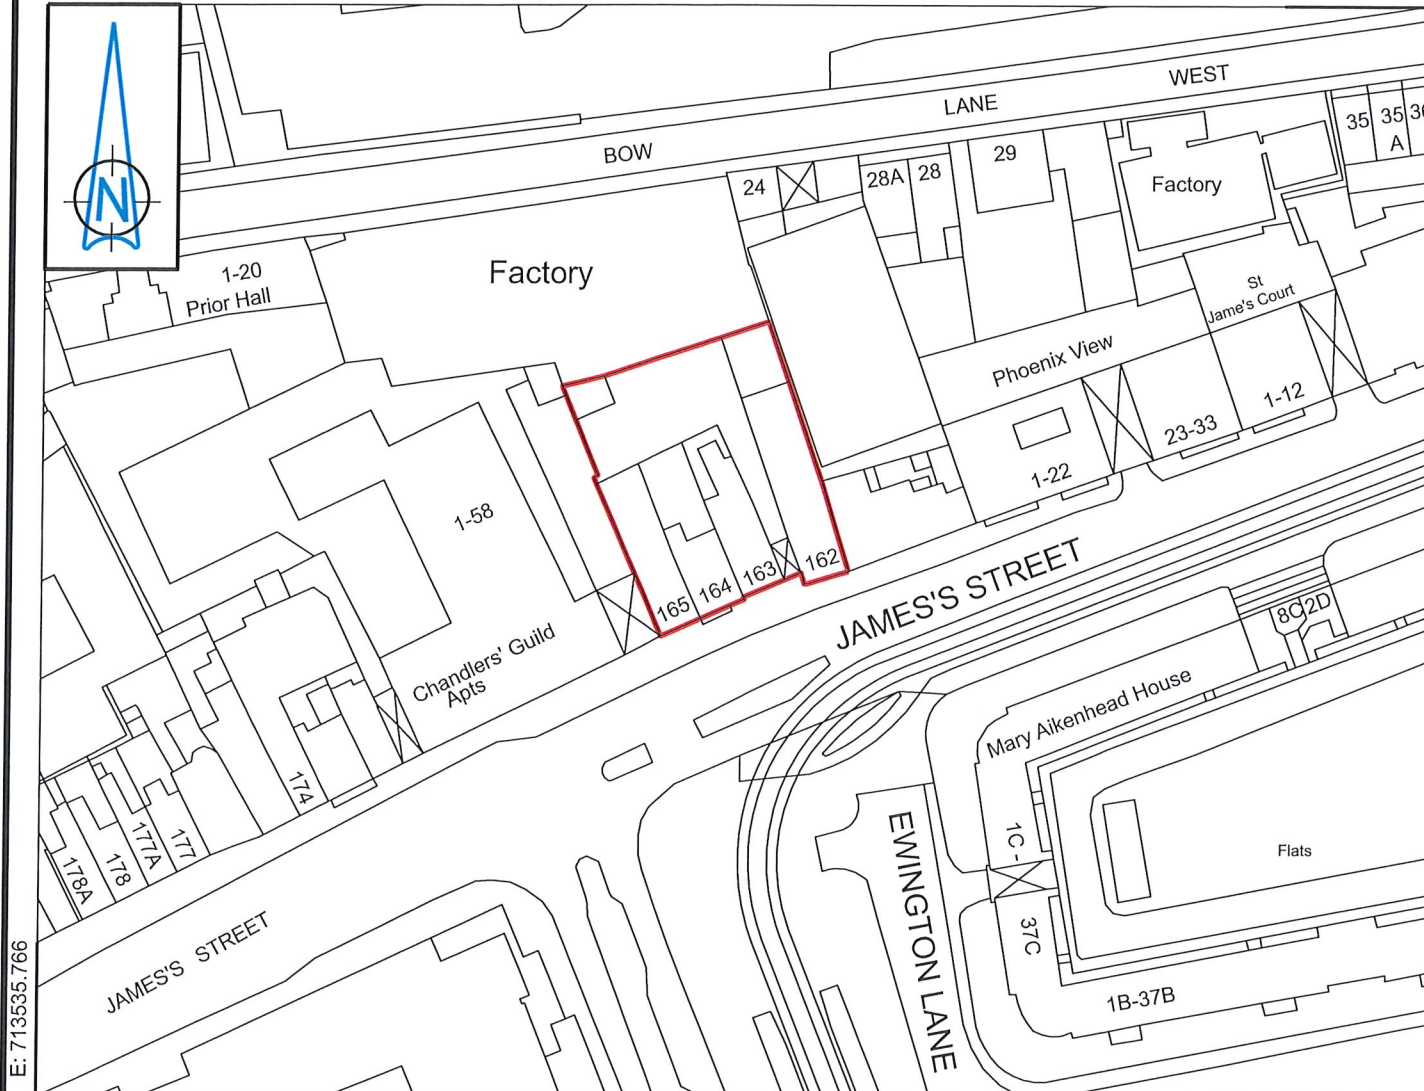 WEST
LANE
BOW
N
24
28A
28
29
Factory
35
35
A
1-20
Prior Hall
Factory
St
Jame's Court
Phoenix View
1-22
23-33
1-12
1-58
165
164
163
162
JAMES'S STREET
8C
2D
Chandlers' Guild
Apts
Mary Aikenhead House
174
177
177A
178
178A
EWINGTON LANE
1C -
37C
Flats
1B-37B
JAMES'S STREET
E: 713535.766